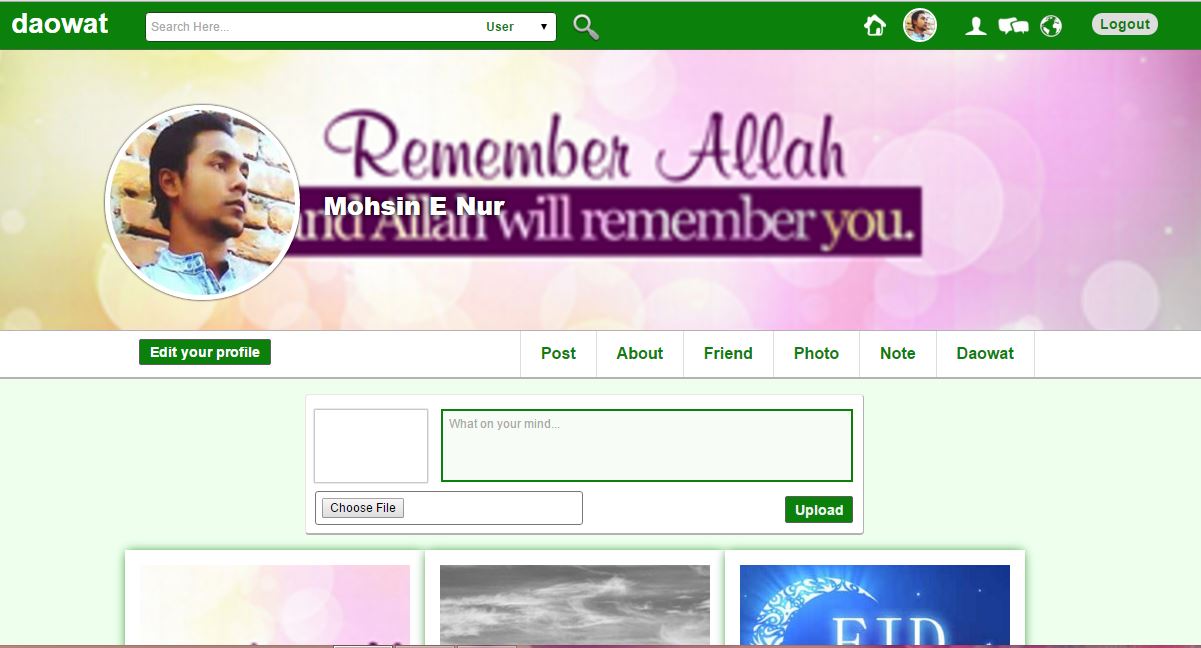 daowat
Search Here...
User
Logout
Remember Allah
Mohsin E Nur
and Allah will remember you.
Edit your profile
Post
About
Friend
Photo
Note
Daowat
What on your mind...
Choose File
Upload
EID